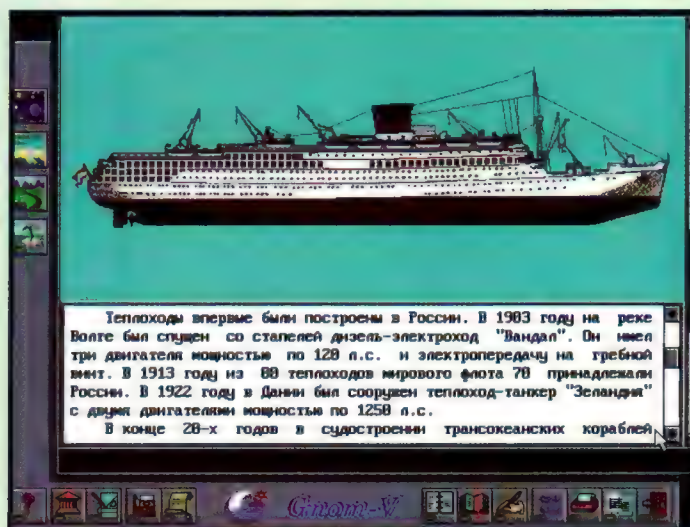 Теплоходы впервые были построены в России. В 1903 году на реке
Волге был спущен со стапелей дизель-электроход "Вандал". Он имел
три двигателя мощностью по 120 л.с. и электропередачу на гребной
винт. В 1913 году из 80 теплоходов мирового флота 70 принадлежали
России. В 1922 году в Дании был сооружен теплоход-танкер "Зеландия"
с двумя двигателями мощностью по 1250 л.с.
В конце 20-х годов в судостроении трансокеанских кораблей
Gnom-V